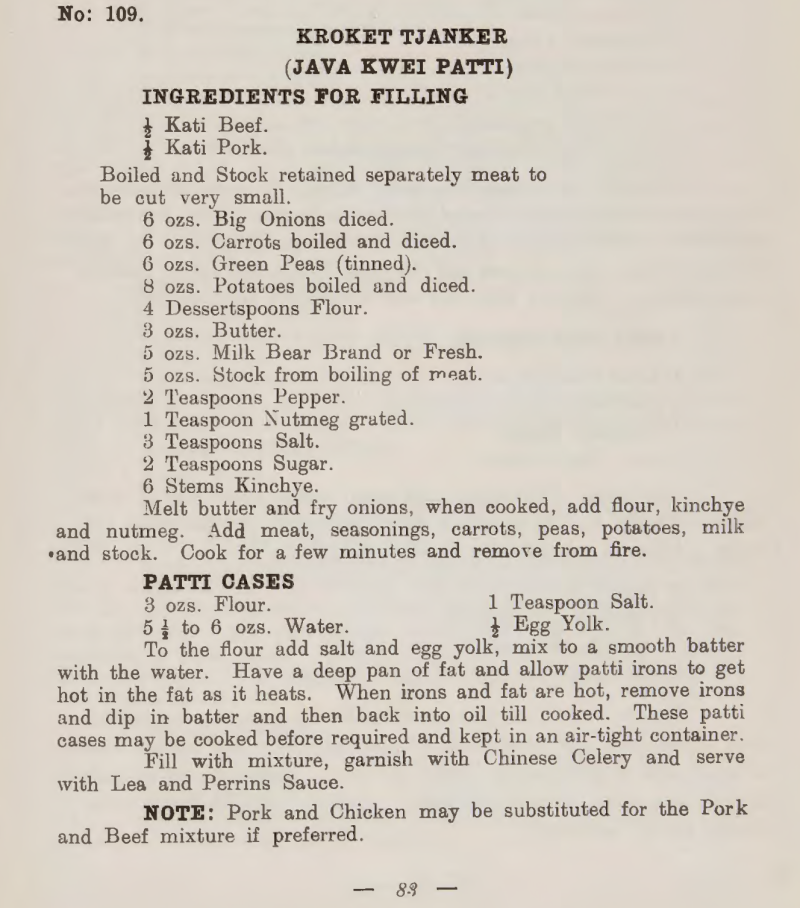 No: 109.
KROKET TJANKER
(JAVA KWEI PATTI)
INGREDIENTS FOR FILLING
½ Kati Beef.
½ Kati Pork.
Boiled and Stock retained separately meat to
be cut very small.
6 ozs. Big Onions diced.
6 ozs. Carrots boiled and diced.
6 ozs. Green Peas (tinned).
8 ozs. Potatoes boiled and diced.
4 Dessertspoons Flour.
3 ozs. Butter.
5 ozs. Milk Bear Brand or Fresh.
5 ozs. Stock from boiling of meat.
2 Teaspoons Pepper.
1 Teaspoon Nutmeg grated.
3 Teaspoons Salt.
2 Teaspoons Sugar.
6 Stems Kinchye.
Melt butter and fry onions, when cooked, add flour, kinchye
and nutmeg. Add meat, seasonings, carrots, peas, potatoes, milk
and stock. Cook for a few minutes and remove from fire.
PATTI CASES
3 ozs. Flour. 1 Teaspoon Salt.
5 ½ to 6 ozs. Water. ½ Egg Yolk.
To the flour add salt and egg yolk, mix to a smooth batter
with the water. Have a deep pan of fat and allow patti irons to get
hot in the fat as it heats. When irons and fat are hot, remove irons
and dip in batter and then back into oil till cooked. These patti
cases may be cooked before required and kept in an air-tight container.
Fill with mixture, garnish with Chinese Celery and serve
with Lea and Perrins Sauce.
NOTE: Pork and Chicken may be substituted for the Pork
and Beef mixture if preferred.
— 83 —